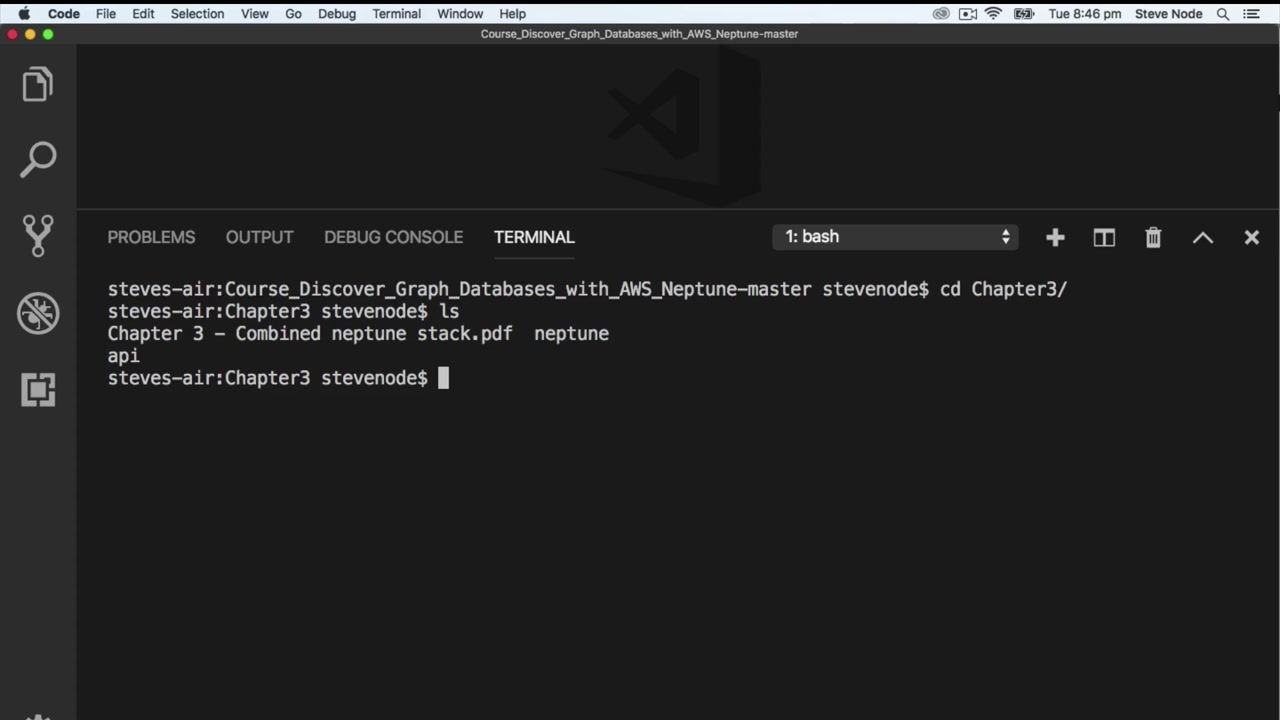 Code File Edit Selection View Go Debug Terminal Window Help Tue 8:46 pm Steve Node
Course_Discover_Graph_Databases_with_AWS_Neptune-master
PROBLEMS OUTPUT DEBUG CONSOLE TERMINAL 1: bash
steves-air:Course_Discover_Graph_Databases_with_AWS_Neptune-master stevenode$ cd Chapter3/
steves-air:Chapter3 stevenode$ ls
Chapter 3 - Combined neptune stack.pdf  neptune
api
steves-air:Chapter3 stevenode$